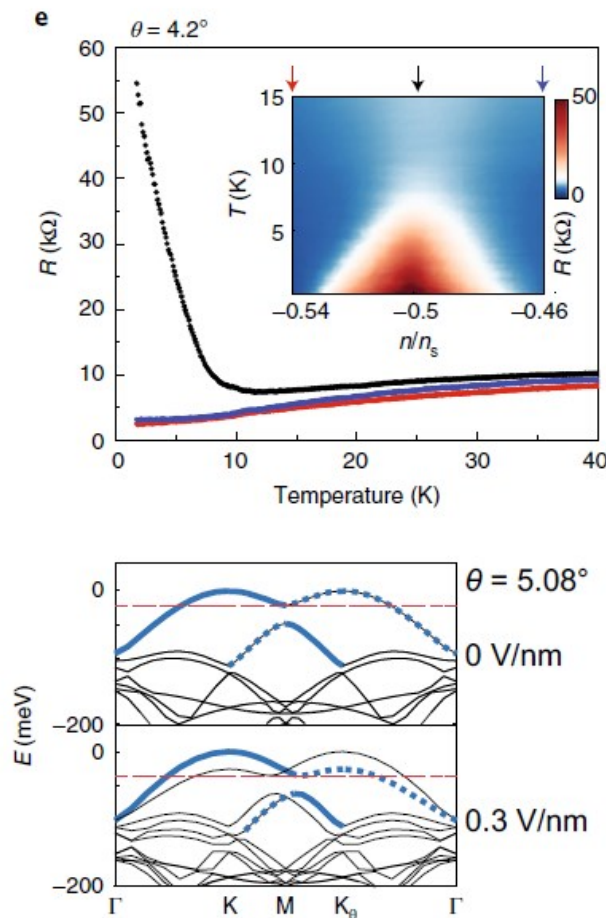 e
θ = 4.2°
60
50
40
30
20
10
0
R (kΩ)
0 10 20 30 40
Temperature (K)
15
10
5
T (K)
−0.54 −0.5 −0.46
n/nₛ
50
0
R (kΩ)
θ = 5.08°
0
0 V/nm
−200
0
0.3 V/nm
−200
E (meV)
Γ K M K_θ Γ